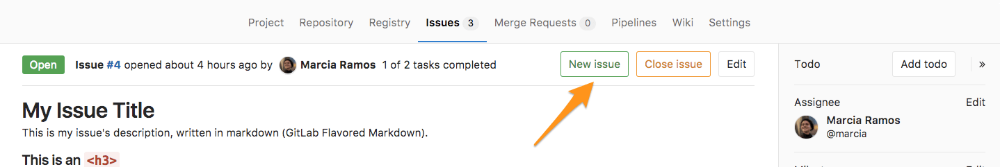 Project Repository Registry Issues 3 Merge Requests 0 Pipelines Wiki Settings
Open Issue #4 opened about 4 hours ago by Marcia Ramos 1 of 2 tasks completed New issue Close issue Edit
Todo Add todo »
My Issue Title
This is my issue's description, written in markdown (GitLab Flavored Markdown).
This is an <h3>
Assignee Edit
Marcia Ramos
@marcia